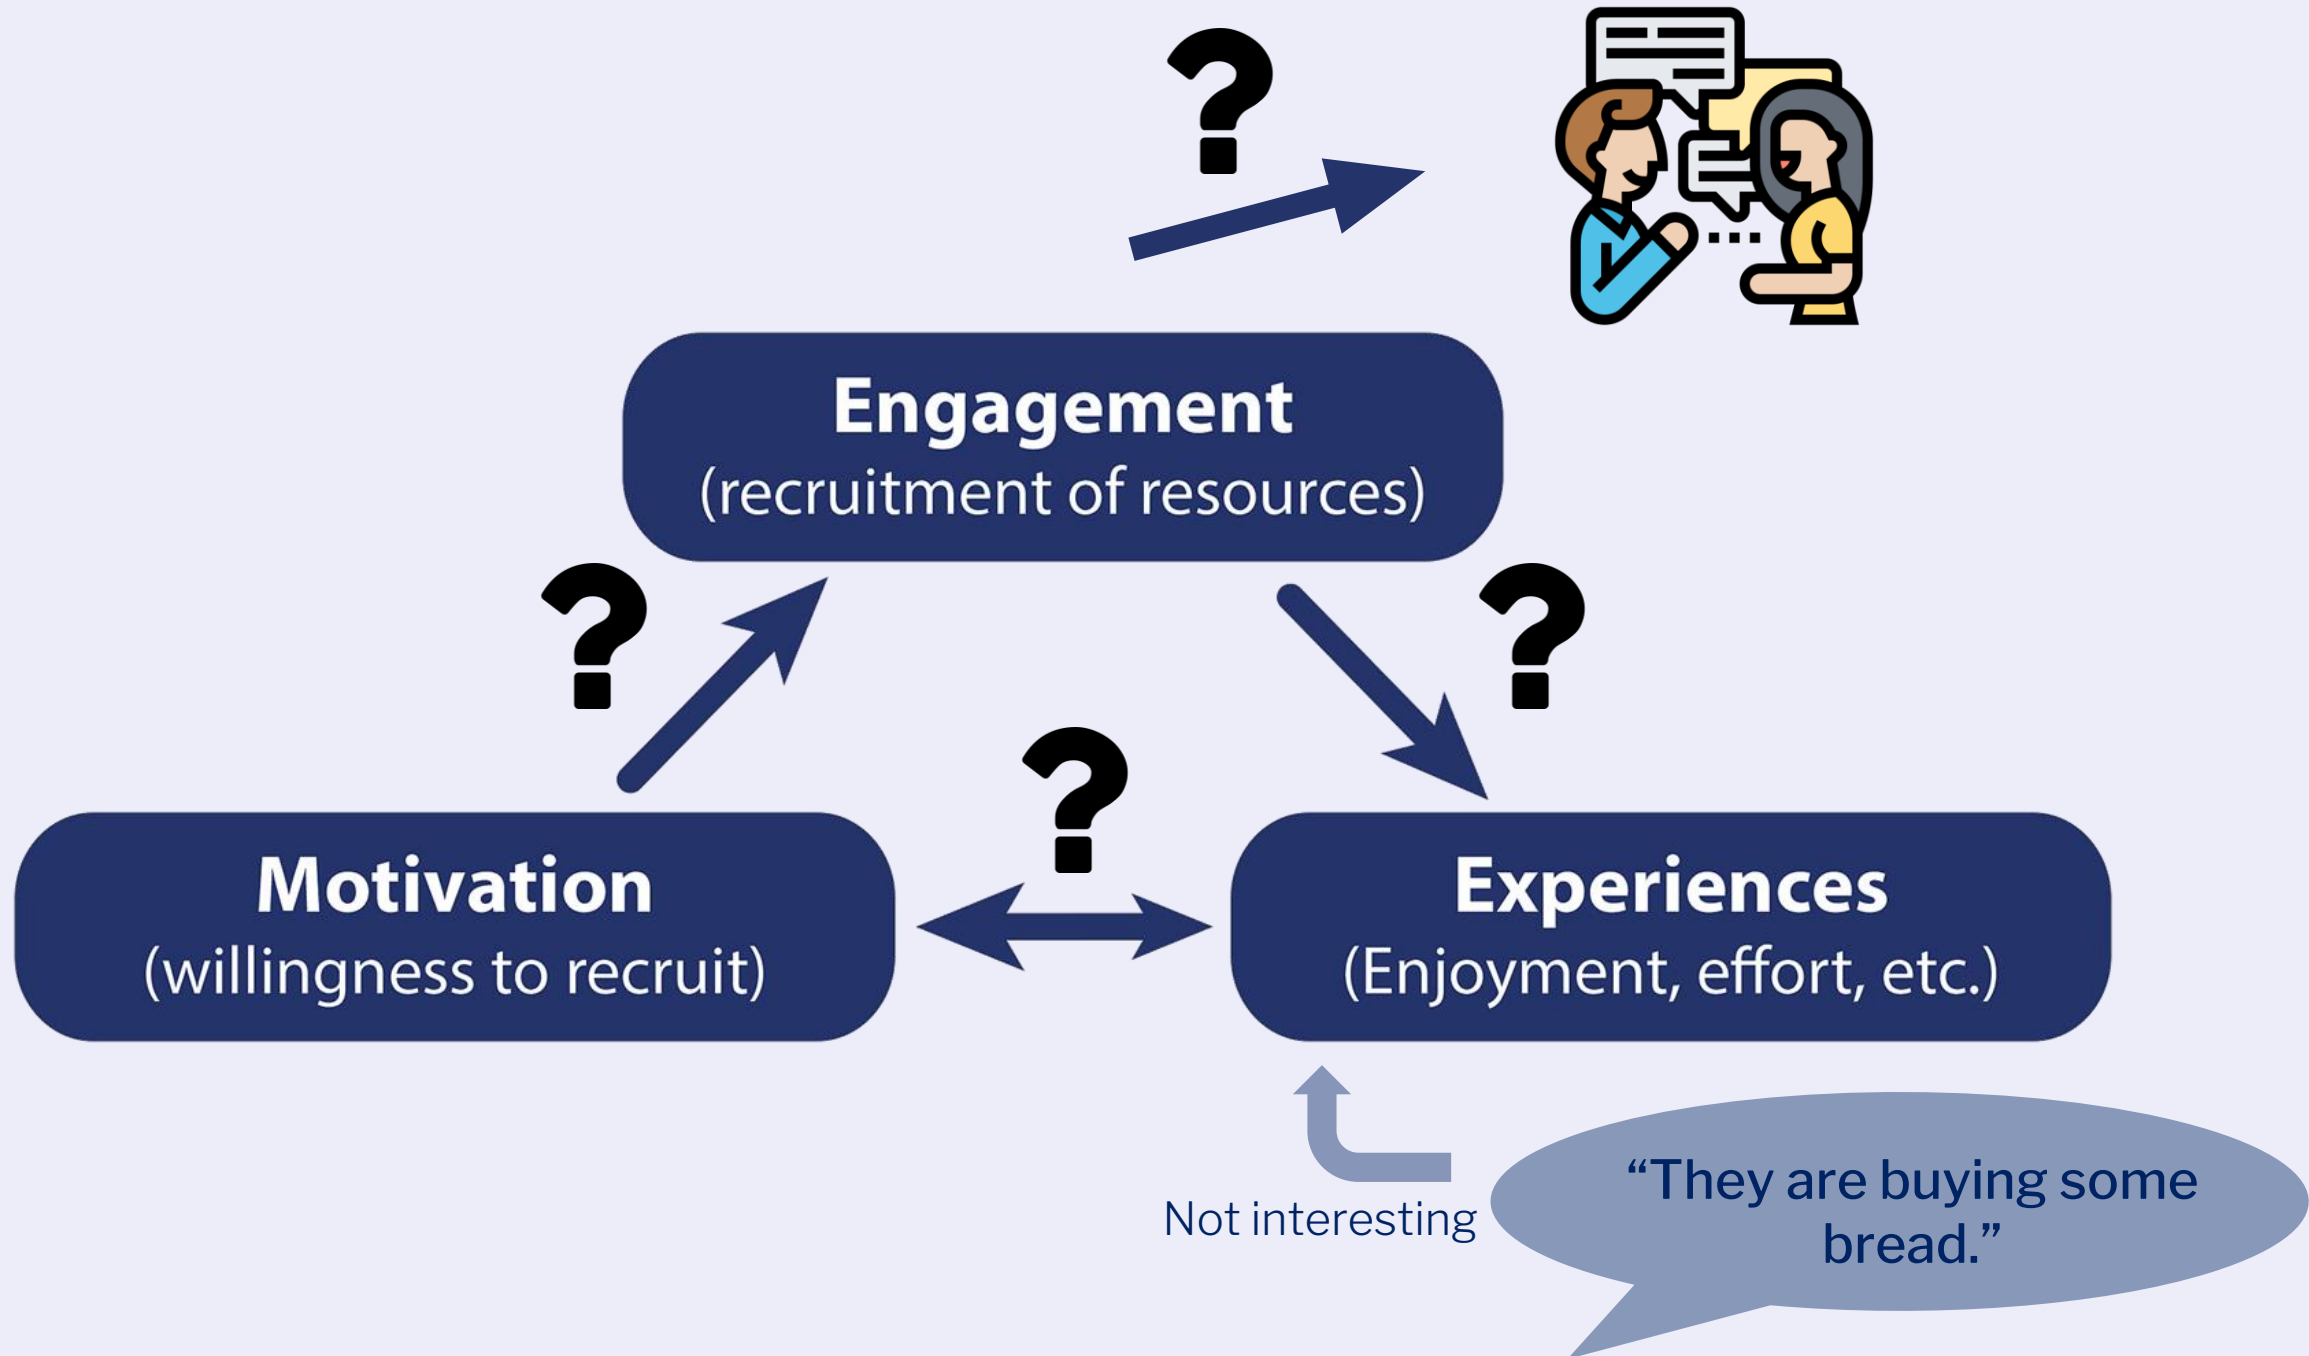 ?
Engagement
(recruitment of resources)
?
?
?
Motivation
(willingness to recruit)
Experiences
(Enjoyment, effort, etc.)
Not interesting
“They are buying some
bread.”